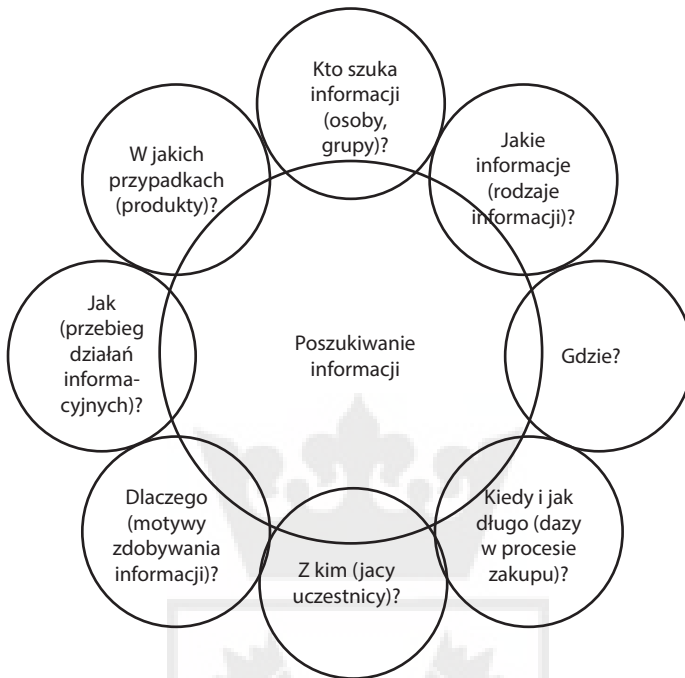 Kto szuka
informacji
(osoby,
grupy)?
Jakie
informacje
(rodzaje
informacji)?
Gdzie?
Kiedy i jak
długo (dazy
w procesie
zakupu)?
Z kim (jacy
uczestnicy)?
Dlaczego
(motywy
zdobywania
informacji)?
Jak
(przebieg
działań
informa-
cyjnych)?
W jakich
przypadkach
(produkty)?
Poszukiwanie
informacji